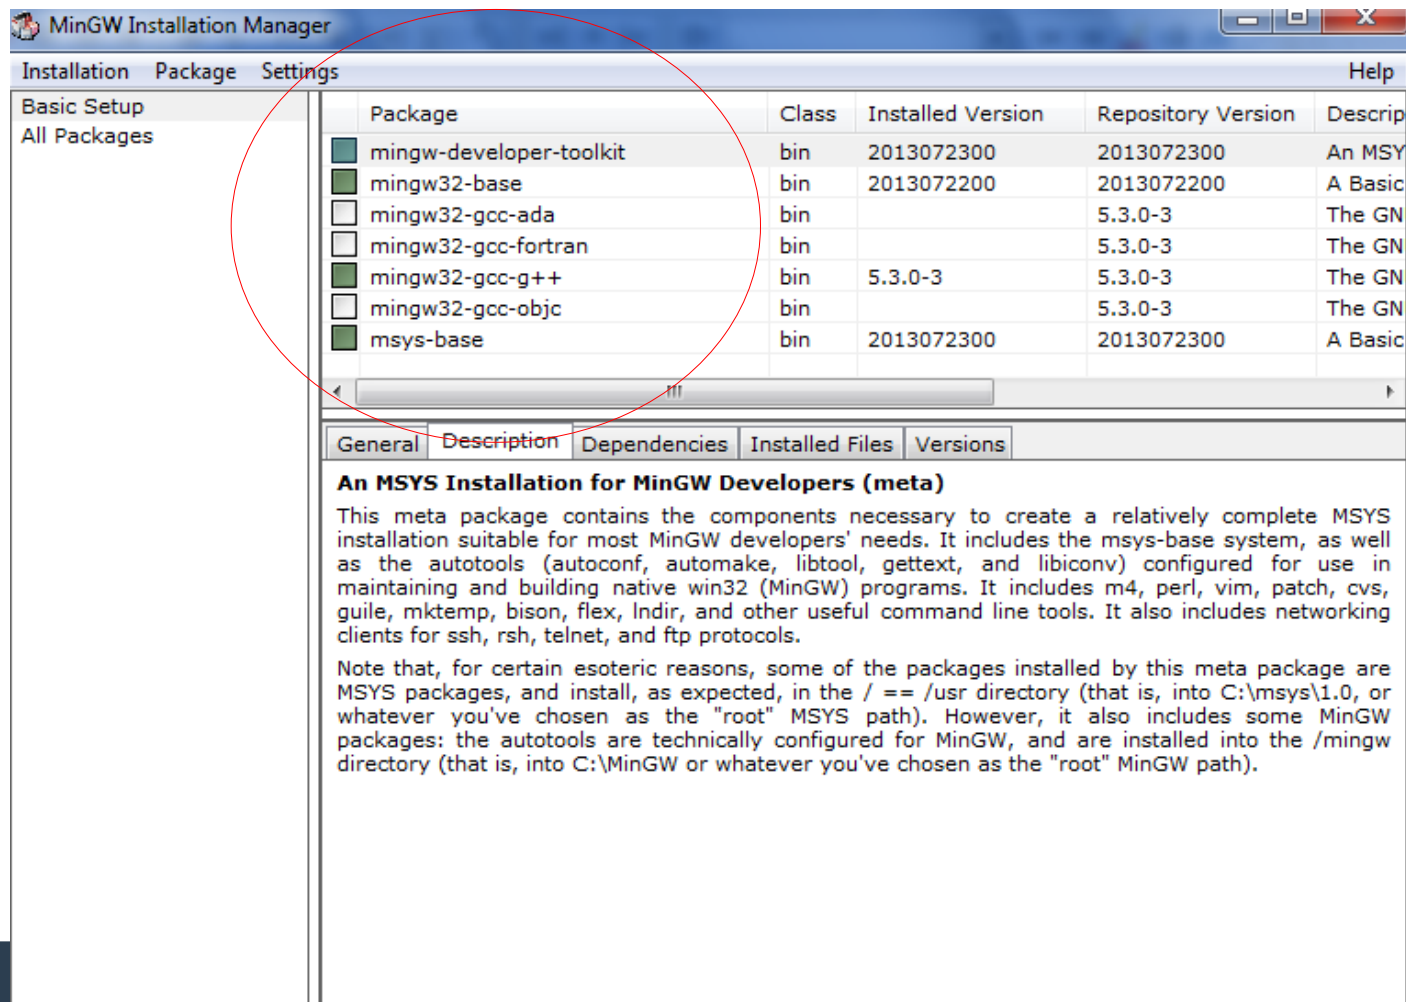 MinGW Installation Manager
Installation Package Settings Help
Basic Setup
All Packages
Package Class Installed Version Repository Version Descrip
mingw-developer-toolkit bin 2013072300 2013072300 An MSY
mingw32-base bin 2013072200 2013072200 A Basic
mingw32-gcc-ada bin 5.3.0-3 The GN
mingw32-gcc-fortran bin 5.3.0-3 The GN
mingw32-gcc-g++ bin 5.3.0-3 5.3.0-3 The GN
mingw32-gcc-objc bin 5.3.0-3 The GN
msys-base bin 2013072300 2013072300 A Basic
General Description Dependencies Installed Files Versions
An MSYS Installation for MinGW Developers (meta)
This meta package contains the components necessary to create a relatively complete MSYS
installation suitable for most MinGW developers' needs. It includes the msys-base system, as well
as the autotools (autoconf, automake, libtool, gettext, and libiconv) configured for use in
maintaining and building native win32 (MinGW) programs. It includes m4, perl, vim, patch, cvs,
guile, mktemp, bison, flex, lndir, and other useful command line tools. It also includes networking
clients for ssh, rsh, telnet, and ftp protocols.
Note that, for certain esoteric reasons, some of the packages installed by this meta package are
MSYS packages, and install, as expected, in the / == /usr directory (that is, into C:\msys\1.0, or
whatever you've chosen as the "root" MSYS path). However, it also includes some MinGW
packages: the autotools are technically configured for MinGW, and are installed into the /mingw
directory (that is, into C:\MinGW or whatever you've chosen as the "root" MinGW path).